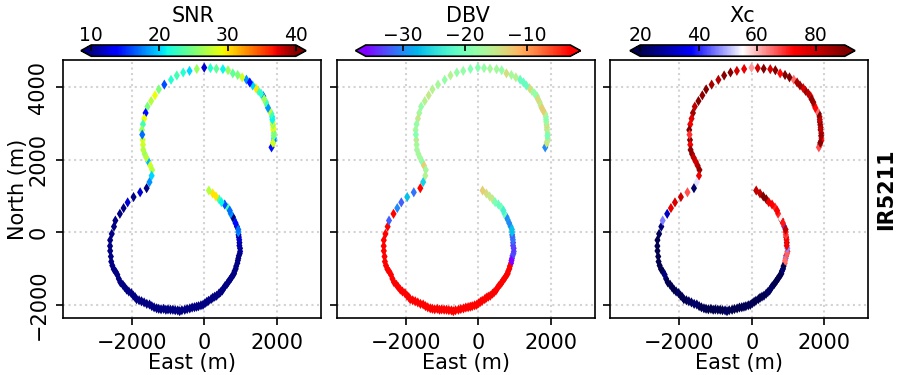 SNR DBV Xc
10 20 30 40 −30 −20 −10 20 40 60 80
4000
2000
0
−2000
North (m)
IR5211
−2000 0 2000 −2000 0 2000 −2000 0 2000
East (m) East (m) East (m)